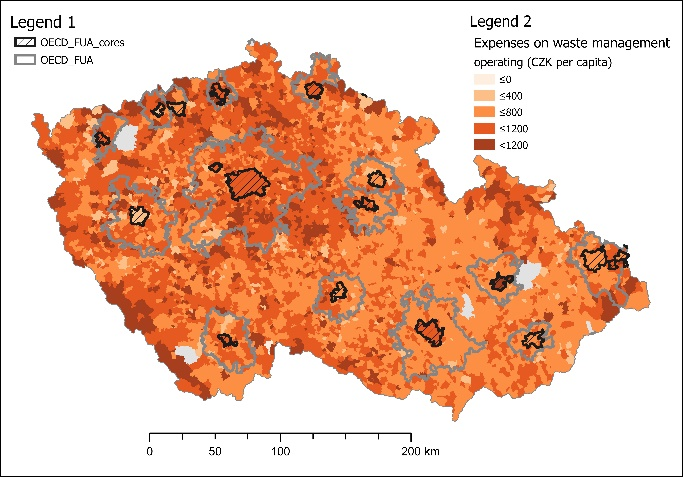 Legend 1
OECD_FUA_cores
OECD_FUA
Legend 2
Expenses on waste management
operating (CZK per capita)
≤0
≤400
≤800
<1200
<1200
0 50 100 200 km